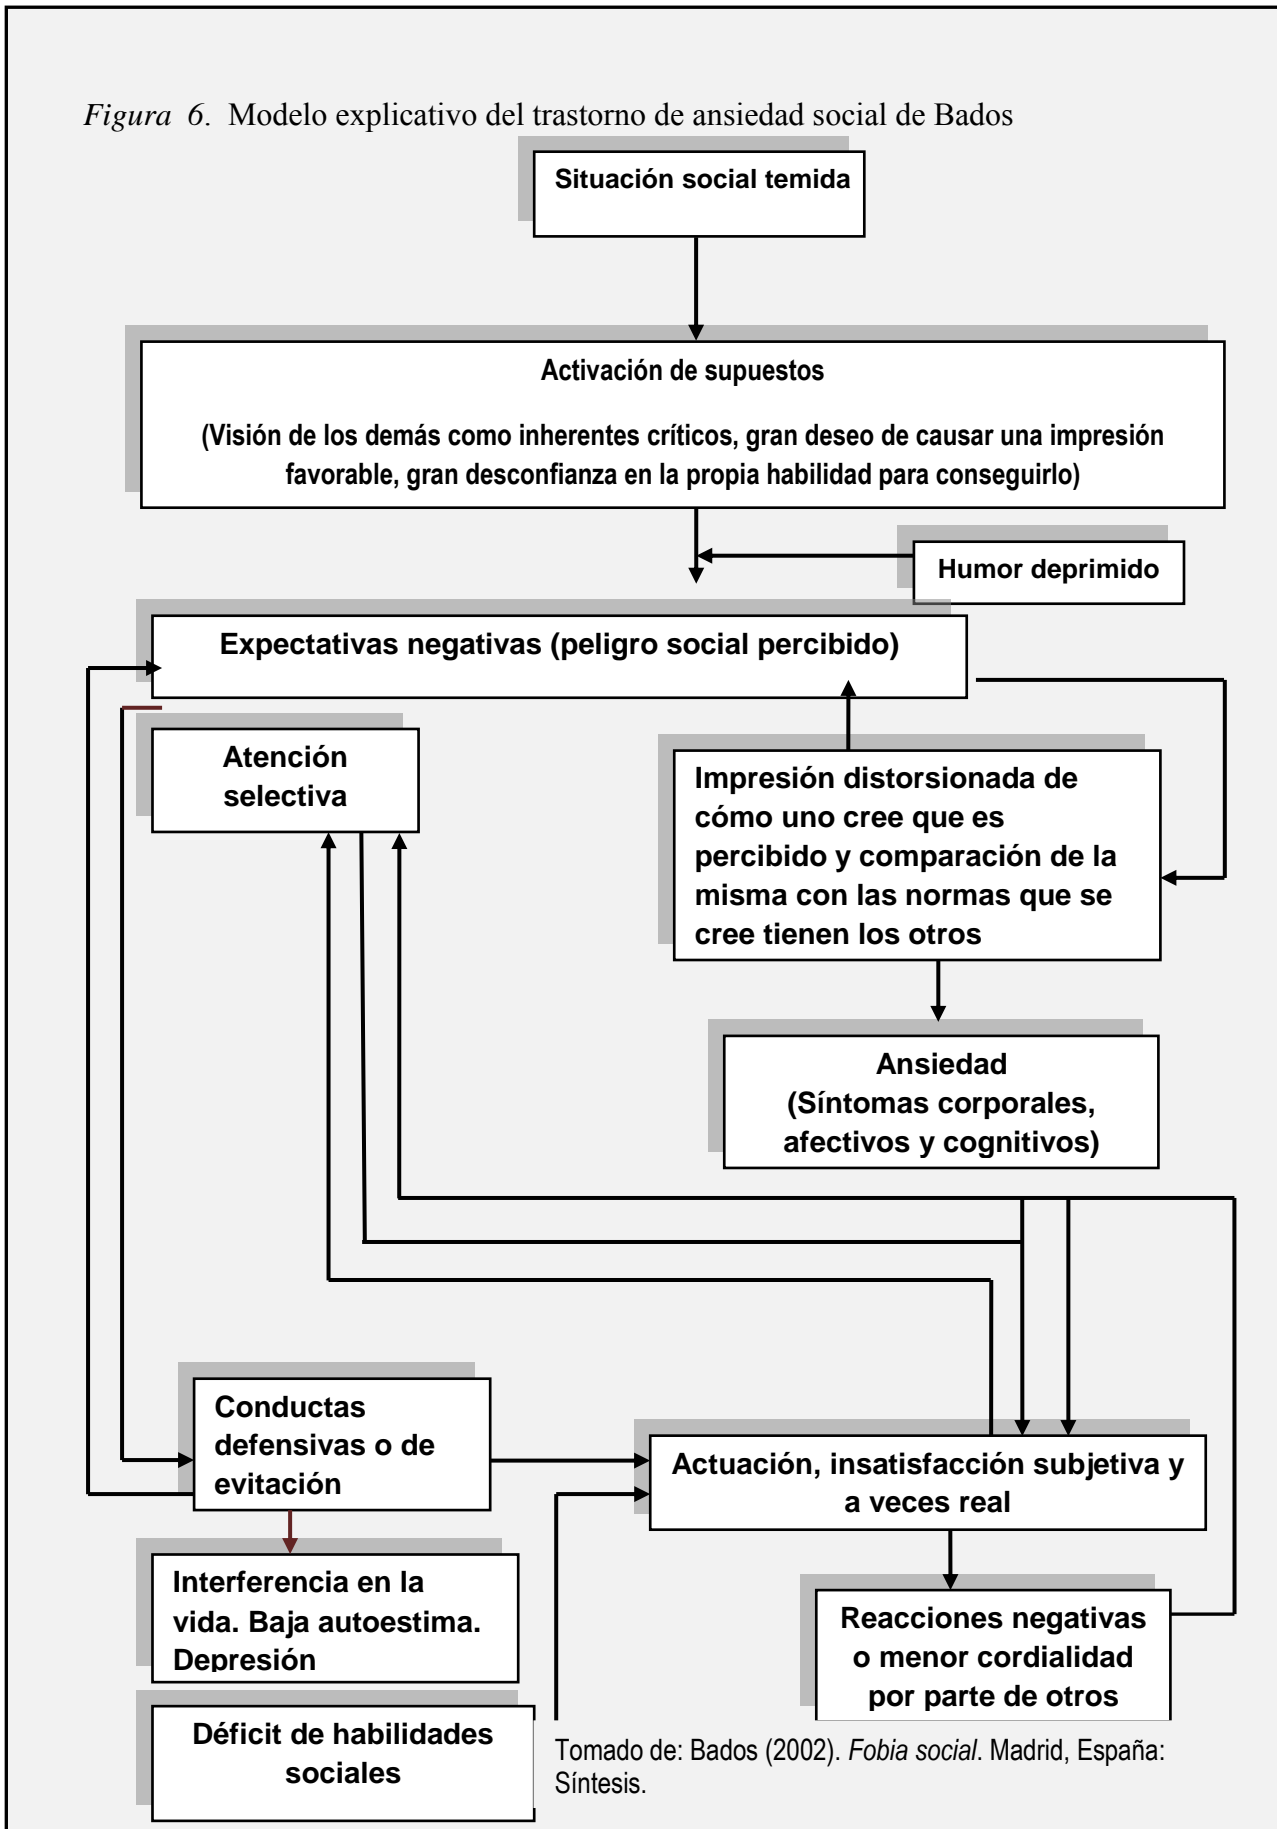 Figura 6. Modelo explicativo del trastorno de ansiedad social de Bados
Situación social temida
Activación de supuestos
(Visión de los demás como inherentes críticos, gran deseo de causar una impresión
favorable, gran desconfianza en la propia habilidad para conseguirlo)
Humor deprimido
Expectativas negativas (peligro social percibido)
Atención
selectiva
Impresión distorsionada de
cómo uno cree que es
percibido y comparación de la
misma con las normas que se
cree tienen los otros
Ansiedad
(Síntomas corporales,
afectivos y cognitivos)
Conductas
defensivas o de
evitación
Actuación, insatisfacción subjetiva y
a veces real
Interferencia en la
vida. Baja autoestima.
Depresión
Reacciones negativas
o menor cordialidad
por parte de otros
Déficit de habilidades
sociales
Tomado de: Bados (2002). Fobia social. Madrid, España:
Síntesis.